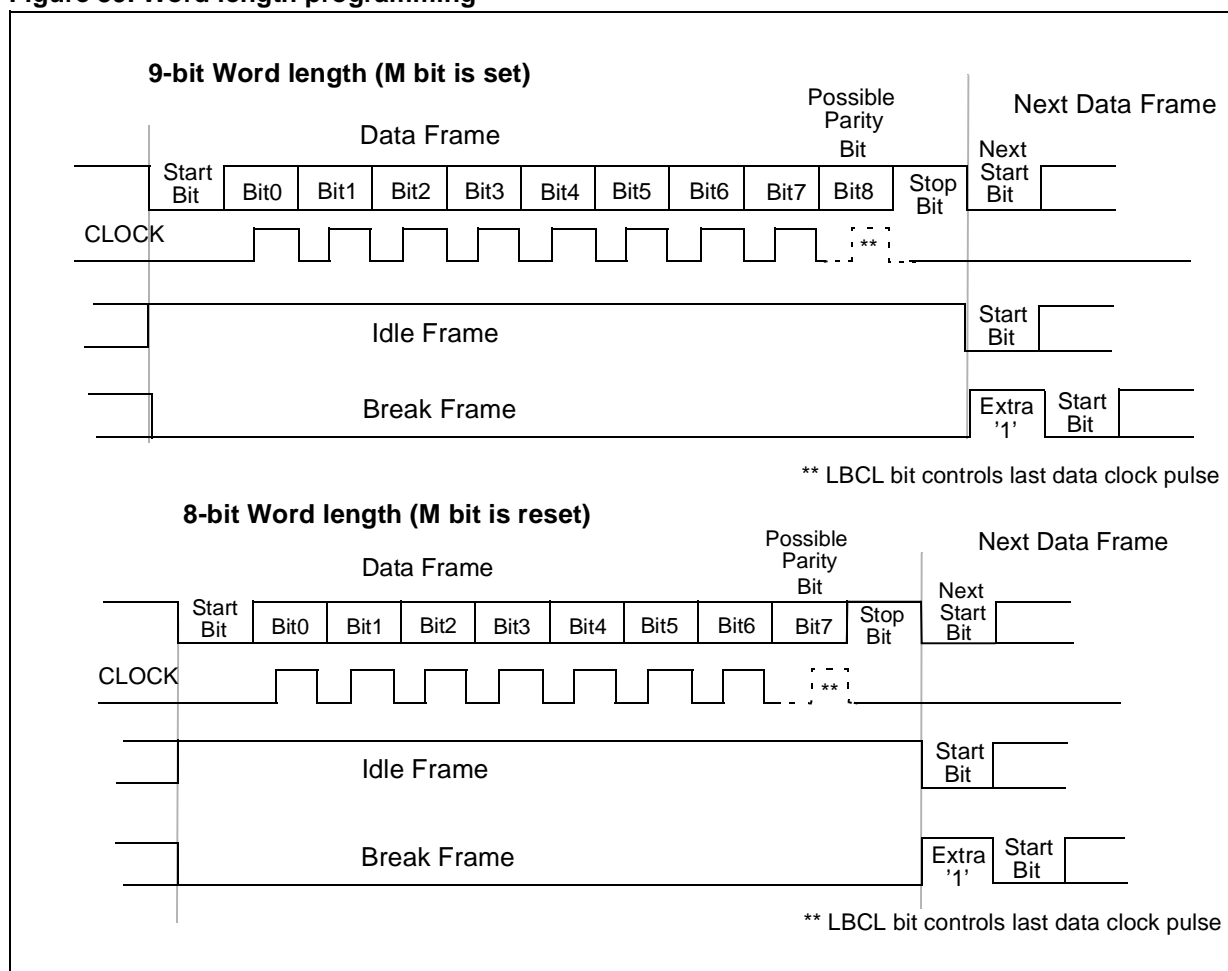 9-bit Word length (M bit is set)
Possible
Parity
Bit
Next Data Frame
Data Frame
Start
Bit
Bit0
Bit1
Bit2
Bit3
Bit4
Bit5
Bit6
Bit7
Bit8
Stop
Bit
Next
Start
Bit
CLOCK
**
Idle Frame
Start
Bit
Break Frame
Extra
'1'
Start
Bit
** LBCL bit controls last data clock pulse
8-bit Word length (M bit is reset)
Possible
Parity
Bit
Next Data Frame
Data Frame
Start
Bit
Bit0
Bit1
Bit2
Bit3
Bit4
Bit5
Bit6
Bit7
Stop
Bit
Next
Start
Bit
CLOCK
**
Idle Frame
Start
Bit
Break Frame
Extra
'1'
Start
Bit
** LBCL bit controls last data clock pulse